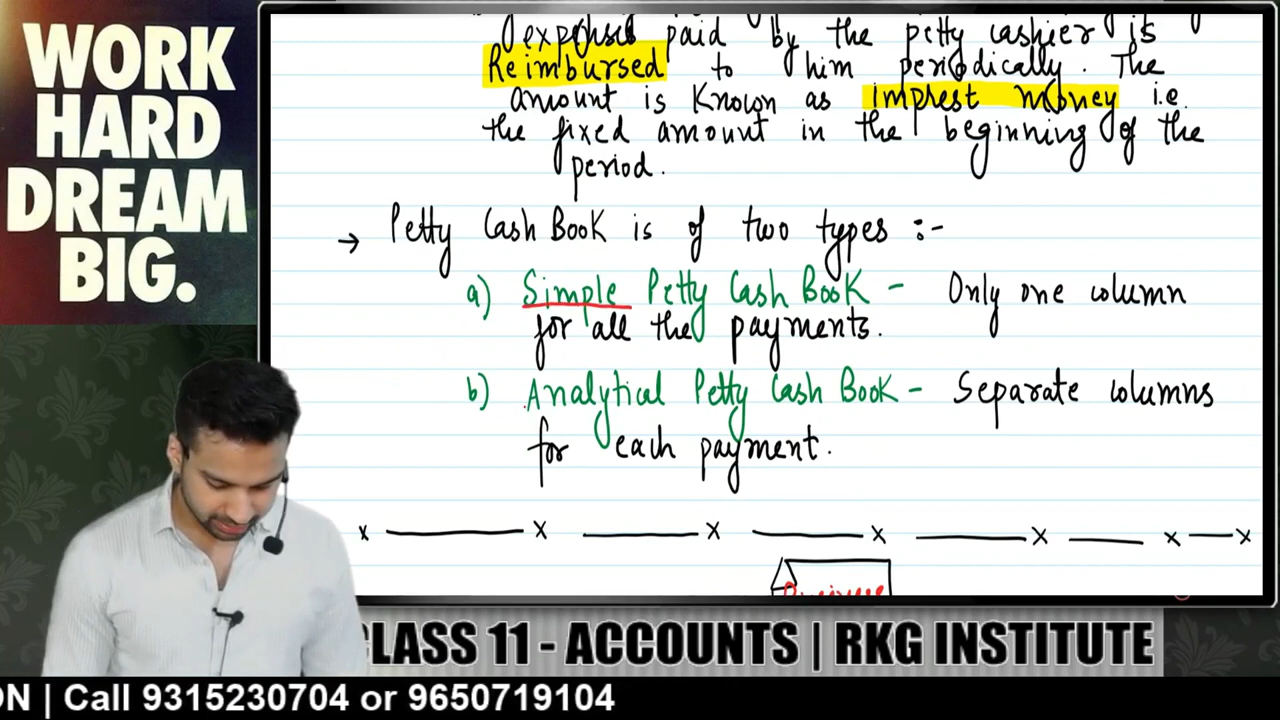 WORK
HARD
DREAM
BIG.
expenses paid by the petty cashier is
Reimbursed to him periodically. The
amount is Known as imprest money i.e.
the fixed amount in the beginning of the
period.
→ Petty Cash Book is of two types :-
a) Simple Petty Cash Book - Only one column
for all the payments.
b) Analytical Petty Cash Book - Separate columns
for each payment.
x x x x x x x
CLASS 11 - ACCOUNTS | RKG INSTITUTE
ON | Call 9315230704 or 9650719104